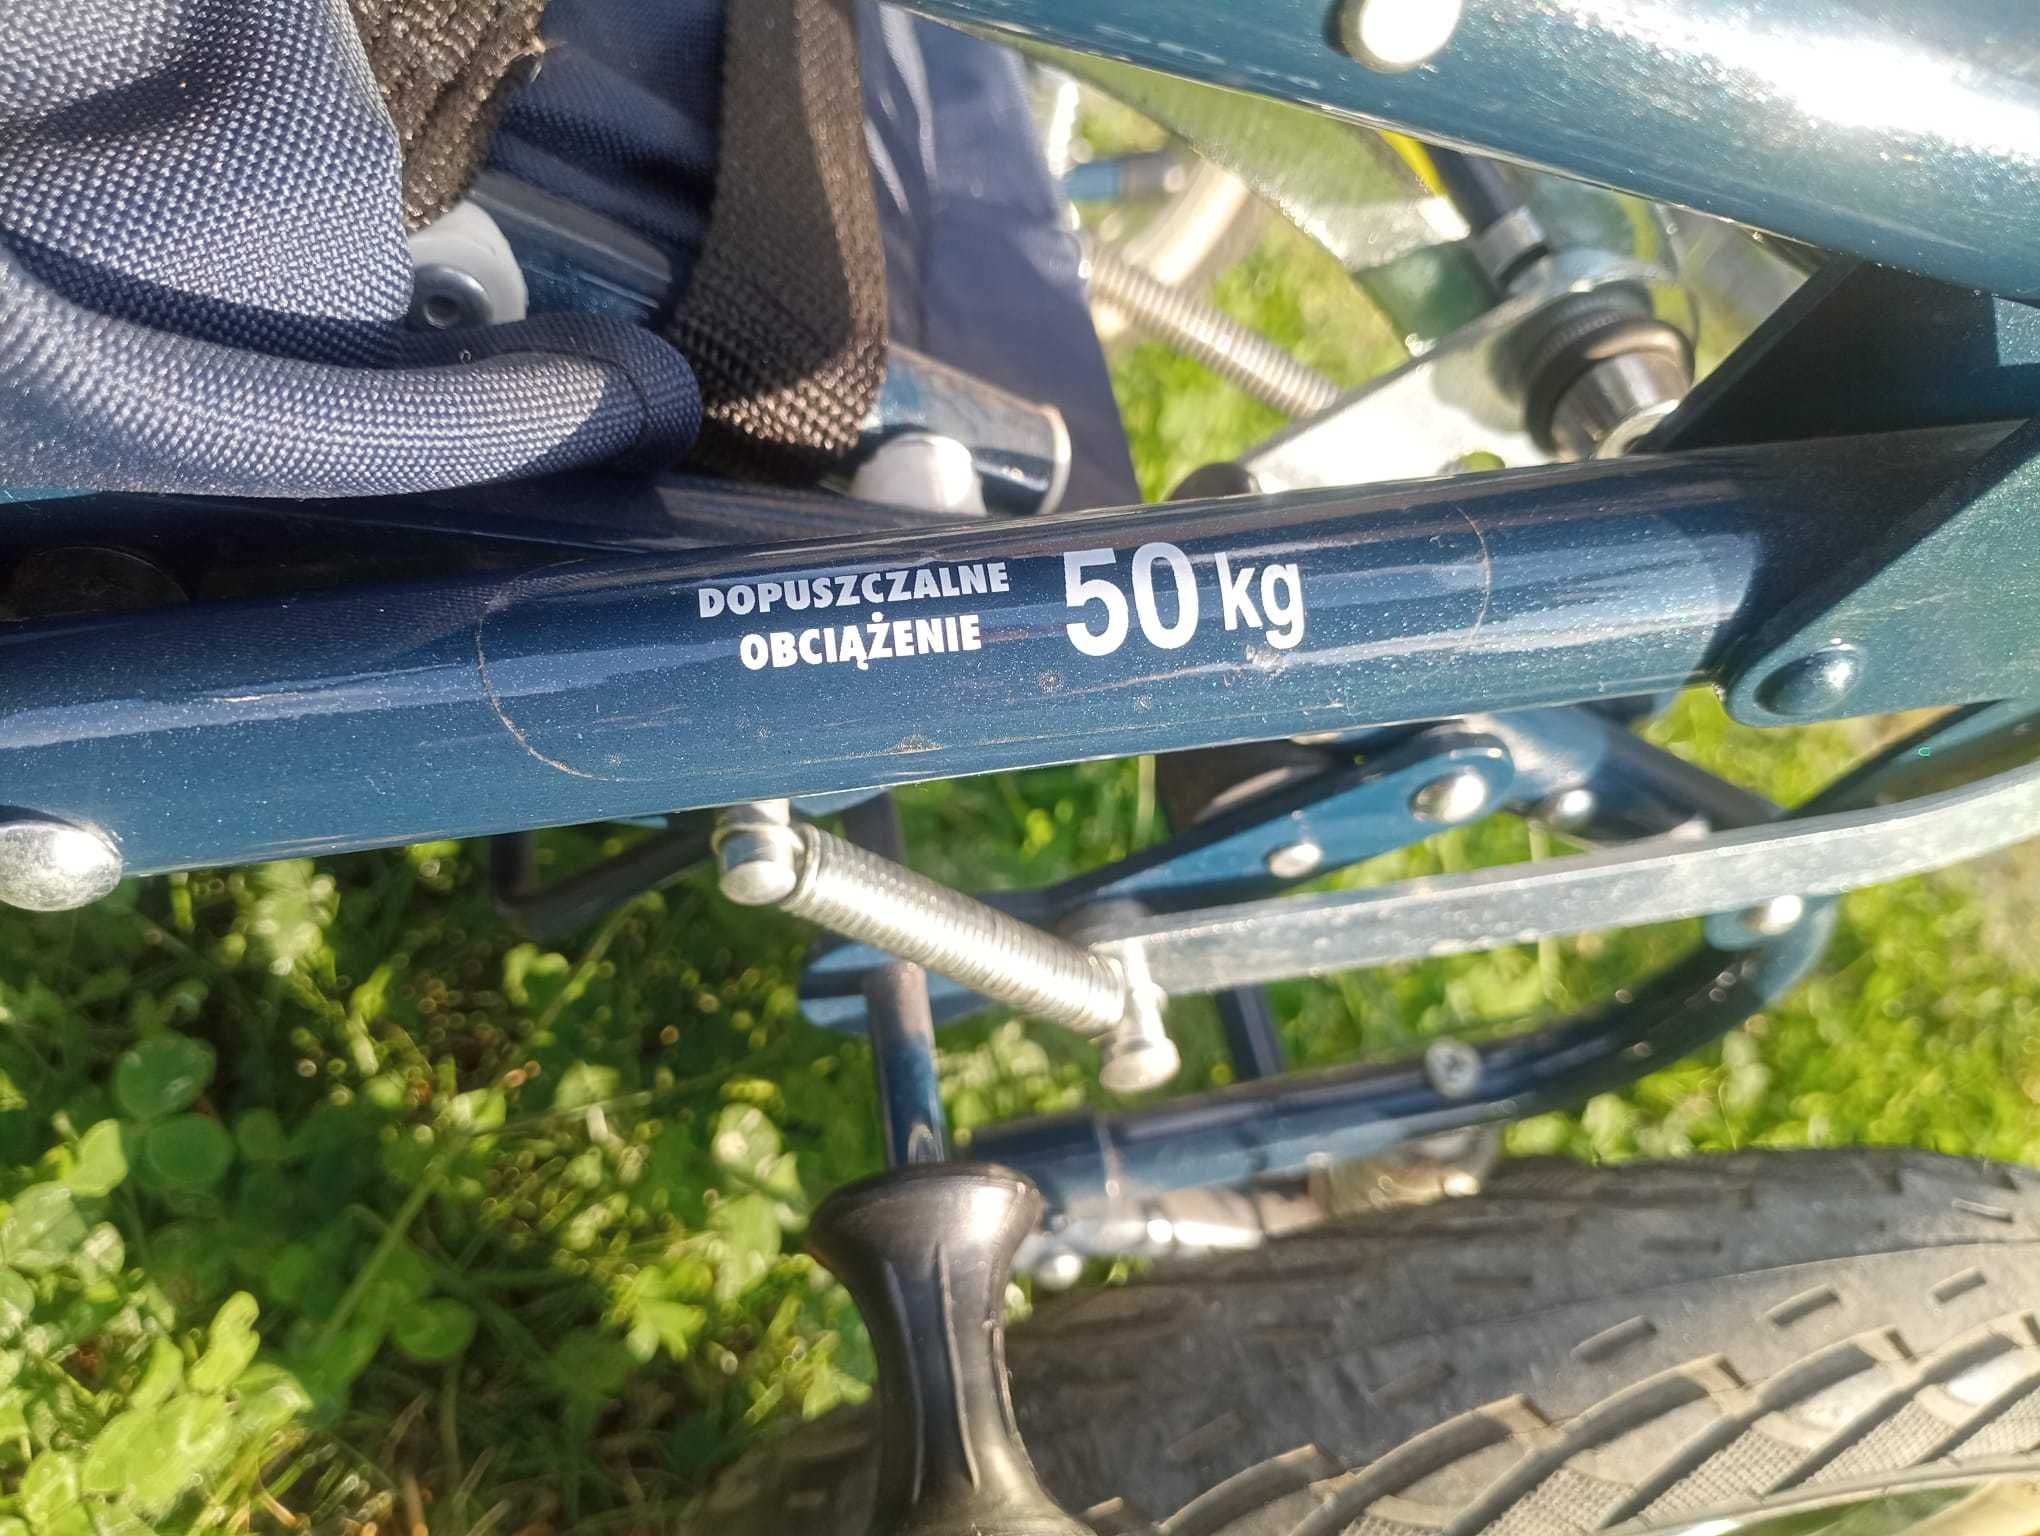 DOPUSZCZALNE
OBCIĄŻENIE
50 kg